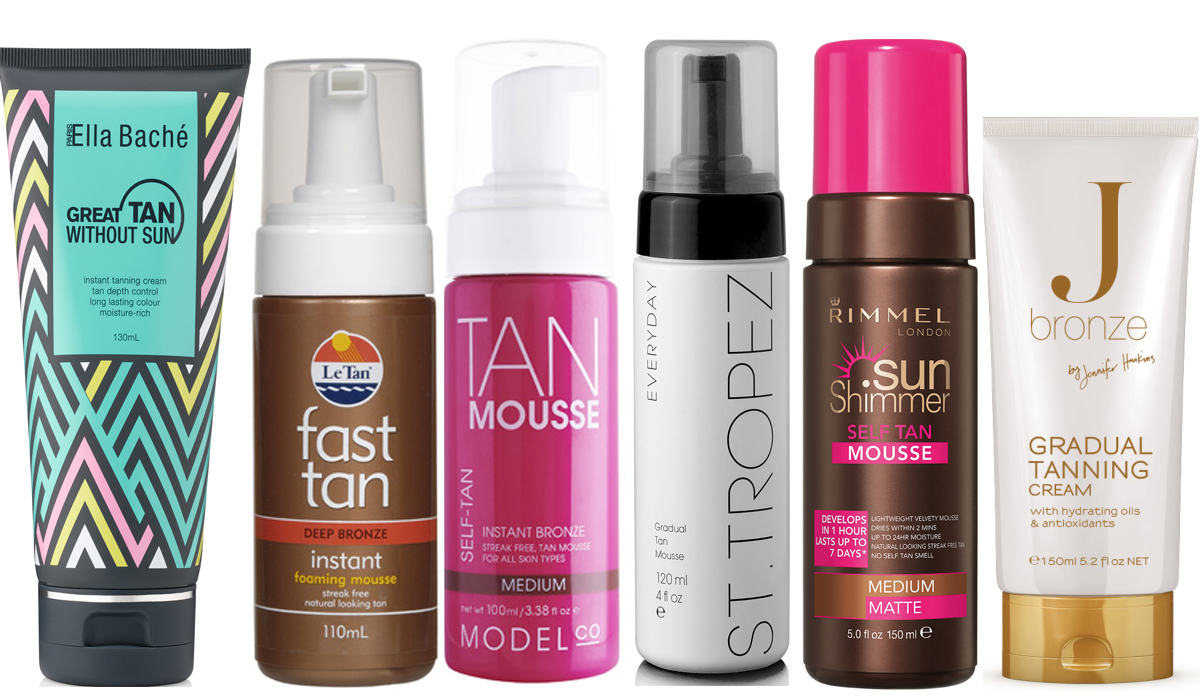 PARIS
Ella Baché
GREAT TAN
WITHOUT SUN
instant tanning cream
tan depth control
long lasting colour
moisture-rich
130mL
Le Tan®
fast
tan
DEEP BRONZE
instant
foaming mousse
streak free
natural looking tan
110mL
TAN
MOUSSE
SELF-TAN
INSTANT BRONZE
STREAK FREE, TAN MOUSSE
FOR ALL SKIN TYPES
MEDIUM
net wt 100ml/3.38 fl oz e
MODEL CO
EVERYDAY
ST.TROPEZ
Gradual
Tan
Mousse
120 ml
4 fl oz
e
RIMMEL
LONDON
sun
Shimmer
SELF TAN
MOUSSE
DEVELOPS
IN 1 HOUR
LASTS UP TO
7 DAYS*
LIGHTWEIGHT VELVETY MOUSSE
DRIES WITHIN 2 MINS
UP TO 24HR MOISTURE
NATURAL LOOKING STREAK FREE TAN
NO SELF TAN SMELL
MEDIUM
MATTE
5.0 fl oz 150 ml e
J
bronze
by Jennifer Hawkins
GRADUAL
TANNING
CREAM
with hydrating oils
& antioxidants
e 150ml 5.2 fl oz NET